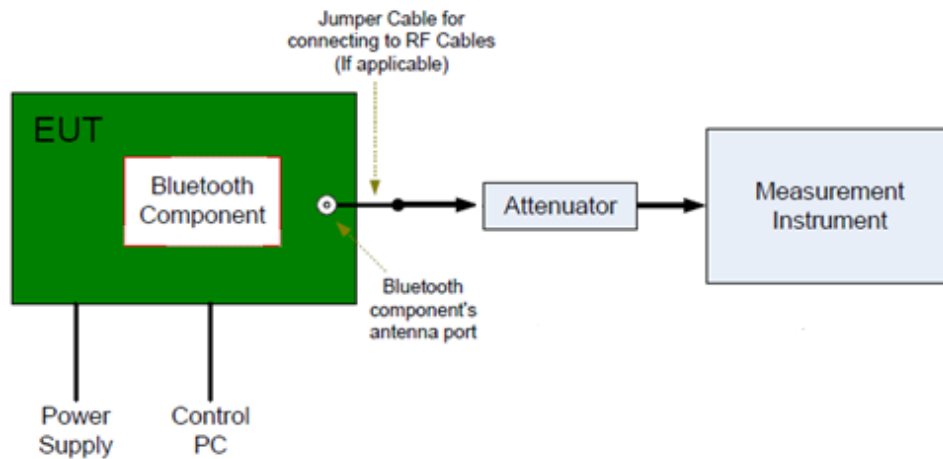 Jumper Cable for
connecting to RF Cables
(If applicable)
EUT
Bluetooth
Component
Attenuator
Measurement
Instrument
Bluetooth
component's
antenna port
Power
Supply
Control
PC